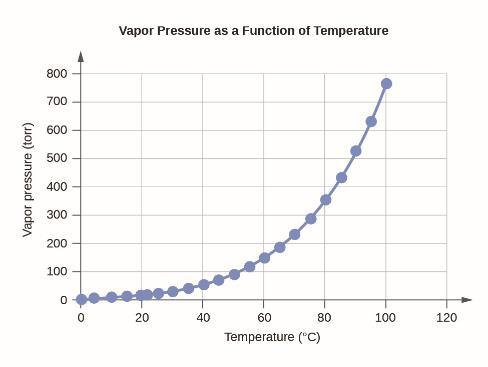 Vapor Pressure as a Function of Temperature
Vapor pressure (torr)
800
700
600
500
400
300
200
100
0
0 20 40 60 80 100 120
Temperature (°C)